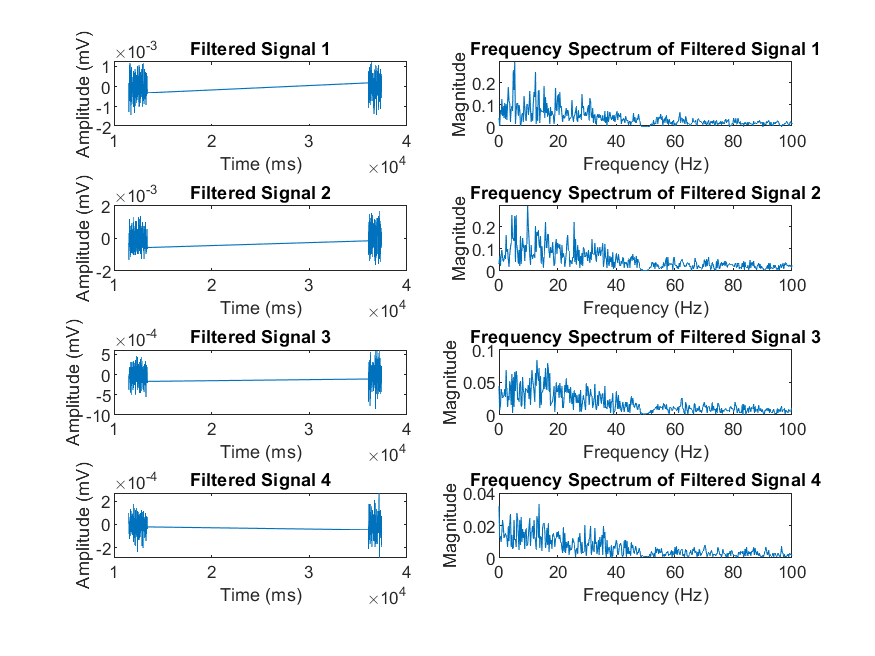 Filtered Signal 1
×10⁻³
Amplitude (mV)
1
0
-1
-2
1 2 3 4
Time (ms)
×10⁴
Frequency Spectrum of Filtered Signal 1
Magnitude
0.2
0.1
0
0 20 40 60 80 100
Frequency (Hz)
Filtered Signal 2
×10⁻³
Amplitude (mV)
2
0
-2
1 2 3 4
Time (ms)
×10⁴
Frequency Spectrum of Filtered Signal 2
Magnitude
0.2
0.1
0
0 20 40 60 80 100
Frequency (Hz)
Filtered Signal 3
×10⁻⁴
Amplitude (mV)
5
0
-5
-10
1 2 3 4
Time (ms)
×10⁴
Frequency Spectrum of Filtered Signal 3
Magnitude
0.1
0.05
0
0 20 40 60 80 100
Frequency (Hz)
Filtered Signal 4
×10⁻⁴
Amplitude (mV)
2
0
-2
1 2 3 4
Time (ms)
×10⁴
Frequency Spectrum of Filtered Signal 4
Magnitude
0.04
0.02
0
0 20 40 60 80 100
Frequency (Hz)